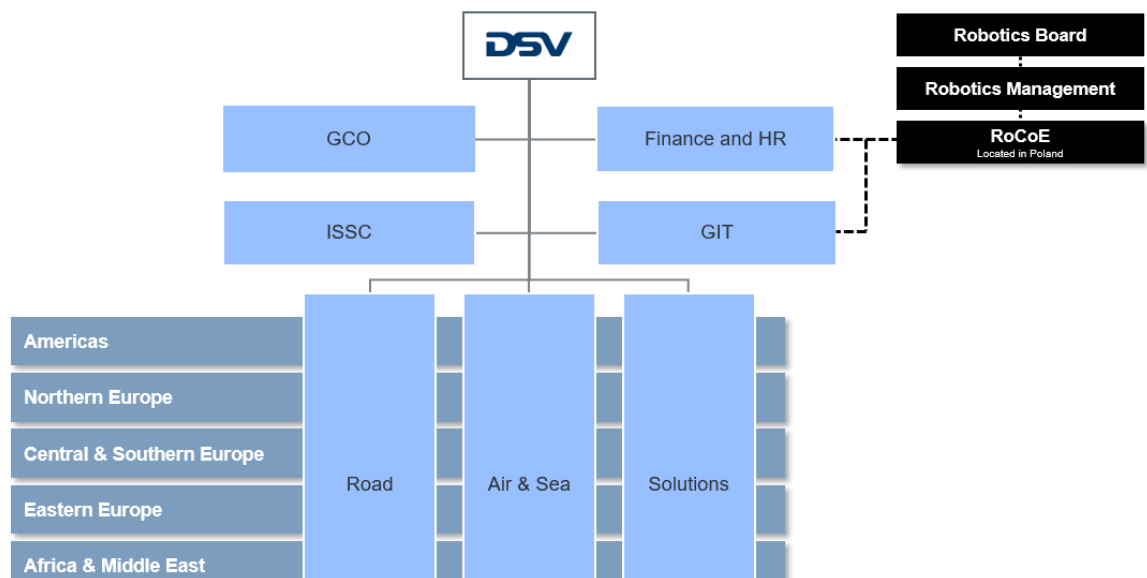 DSV
Robotics Board
Robotics Management
RoCoE
Located in Poland
GCO
Finance and HR
ISSC
GIT
Americas
Northern Europe
Central & Southern Europe
Eastern Europe
Africa & Middle East
Road
Air & Sea
Solutions